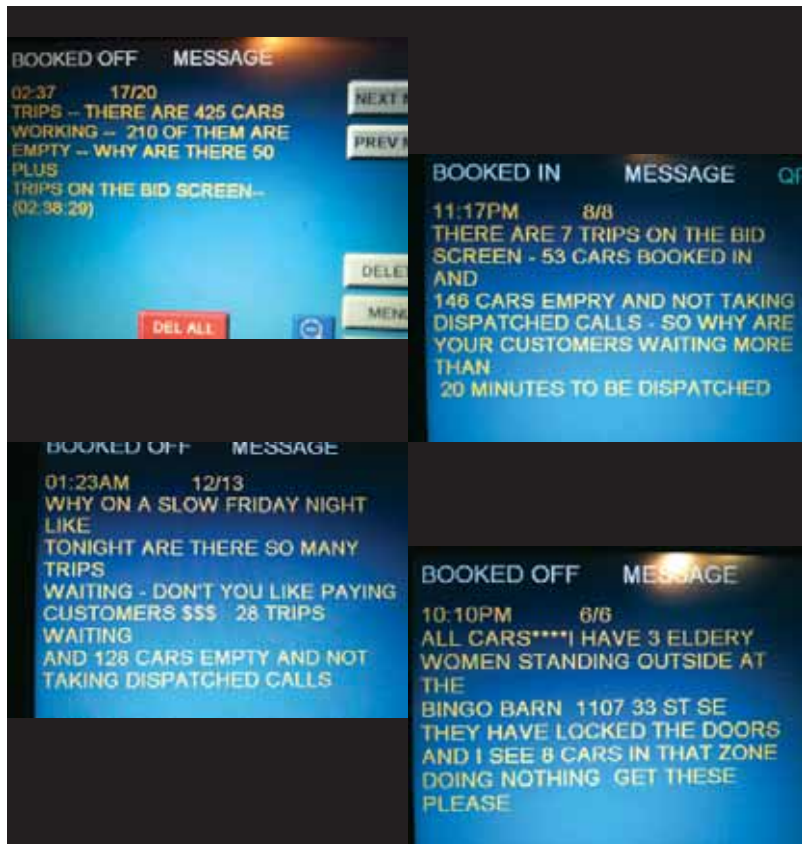 BOOKED OFF MESSAGE
02:37 17/20
TRIPS -- THERE ARE 425 CARS
WORKING -- 210 OF THEM ARE
EMPTY -- WHY ARE THERE 50
PLUS
TRIPS ON THE BID SCREEN--
(02:38:29)
NEXT
PREV
DELET
MENU
DEL ALL
BOOKED IN MESSAGE
11:17PM 8/8
THERE ARE 7 TRIPS ON THE BID
SCREEN - 53 CARS BOOKED IN
AND
146 CARS EMPRY AND NOT TAKING
DISPATCHED CALLS - SO WHY ARE
YOUR CUSTOMERS WAITING MORE
THAN
20 MINUTES TO BE DISPATCHED
BOOKED OFF MESSAGE
01:23AM 12/13
WHY ON A SLOW FRIDAY NIGHT
LIKE
TONIGHT ARE THERE SO MANY
TRIPS
WAITING - DON'T YOU LIKE PAYING
CUSTOMERS $$$ 28 TRIPS
WAITING
AND 128 CARS EMPTY AND NOT
TAKING DISPATCHED CALLS
BOOKED OFF MESSAGE
10:10PM 6/6
ALL CARS****I HAVE 3 ELDERY
WOMEN STANDING OUTSIDE AT
THE
BINGO BARN 1107 33 ST SE
THEY HAVE LOCKED THE DOORS
AND I SEE 8 CARS IN THAT ZONE
DOING NOTHING GET THESE
PLEASE